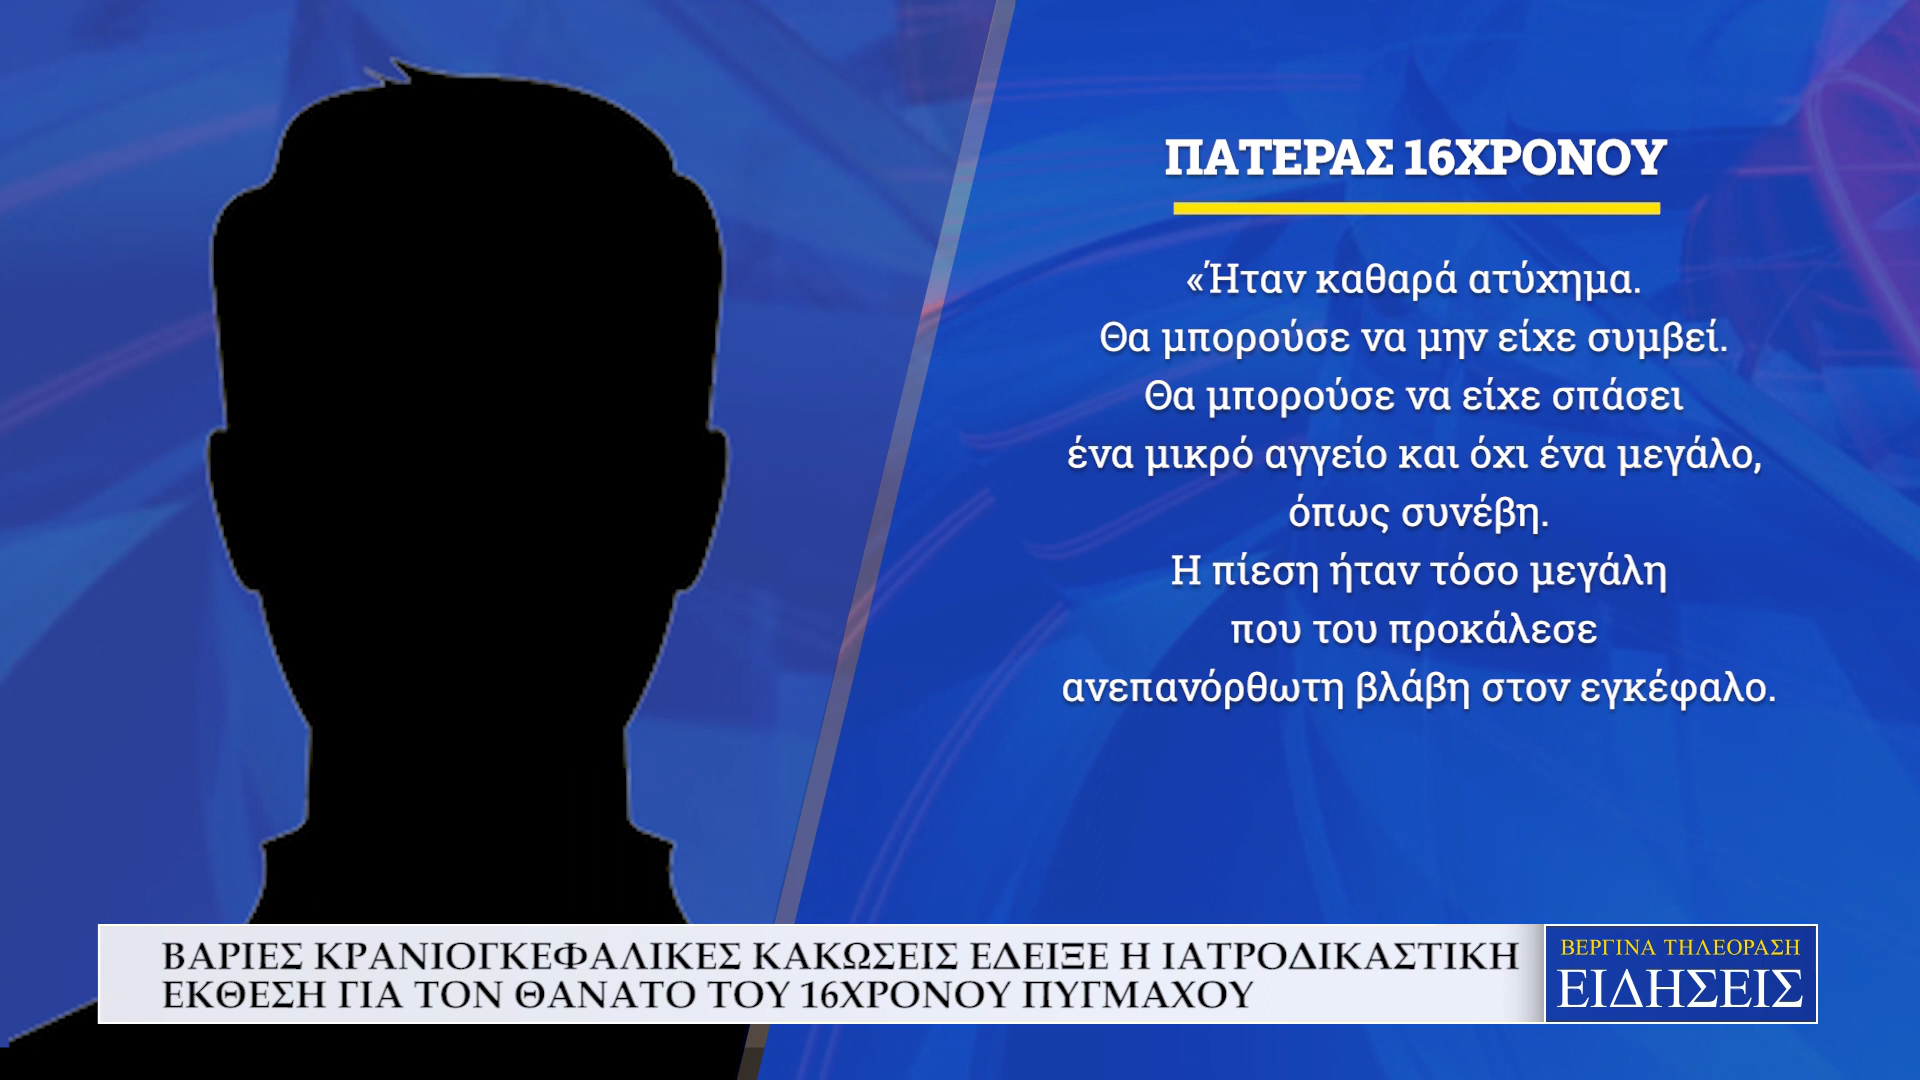 ΠΑΤΕΡΑΣ 16ΧΡΟΝΟΥ
«Ήταν καθαρά ατύχημα.
Θα μπορούσε να μην είχε συμβεί.
Θα μπορούσε να είχε σπάσει
ένα μικρό αγγείο και όχι ένα μεγάλο,
όπως συνέβη.
Η πίεση ήταν τόσο μεγάλη
που του προκάλεσε
ανεπανόρθωτη βλάβη στον εγκέφαλο.
ΒΑΡΙΕΣ ΚΡΑΝΙΟΓΚΕΦΑΛΙΚΕΣ ΚΑΚΩΣΕΙΣ ΕΔΕΙΞΕ Η ΙΑΤΡΟΔΙΚΑΣΤΙΚΗ
ΕΚΘΕΣΗ ΓΙΑ ΤΟΝ ΘΑΝΑΤΟ ΤΟΥ 16ΧΡΟΝΟΥ ΠΥΓΜΑΧΟΥ
ΒΕΡΓΙΝΑ ΤΗΛΕΟΡΑΣΗ
ΕΙΔΗΣΕΙΣ